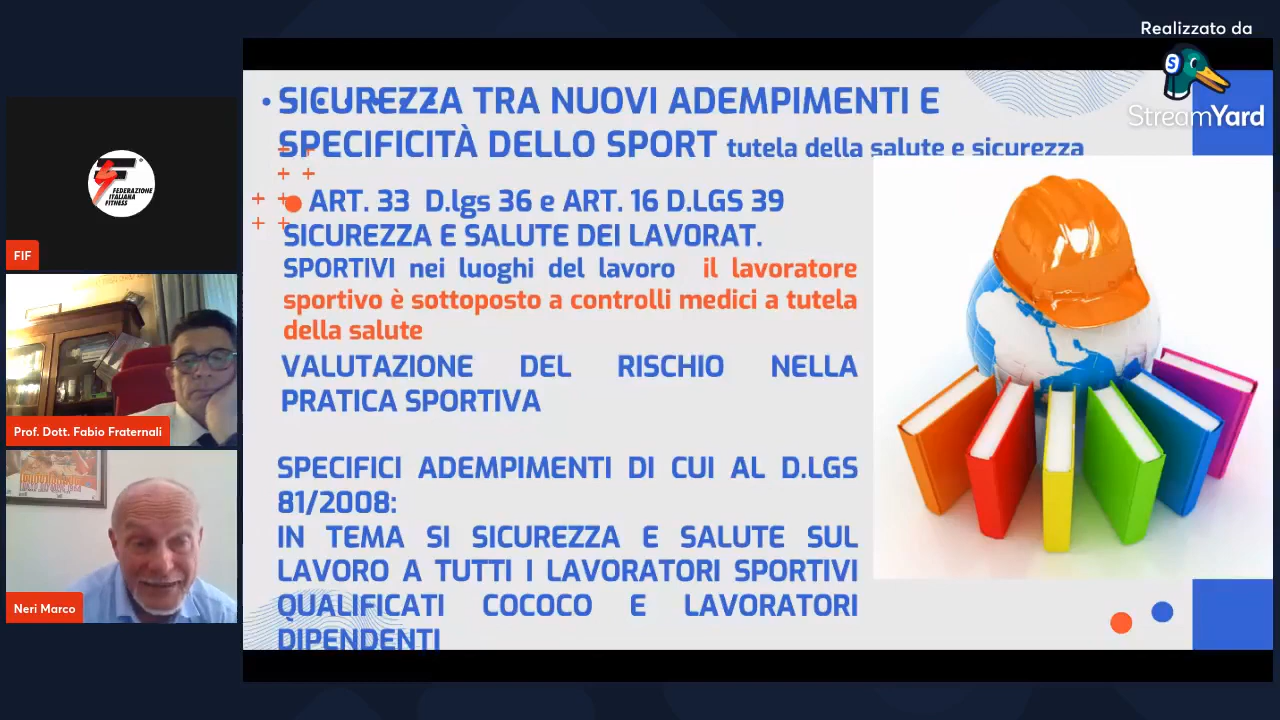 Realizzato da
StreamYard
• SICUREZZA TRA NUOVI ADEMPIMENTI E
SPECIFICITÀ DELLO SPORT tutela della salute e sicurezza
ART. 33 D.lgs 36 e ART. 16 D.LGS 39
SICUREZZA E SALUTE DEI LAVORAT.
SPORTIVI nei luoghi del lavoro il lavoratore
sportivo è sottoposto a controlli medici a tutela
della salute
VALUTAZIONE DEL RISCHIO NELLA
PRATICA SPORTIVA
SPECIFICI ADEMPIMENTI DI CUI AL D.LGS
81/2008:
IN TEMA SI SICUREZZA E SALUTE SUL
LAVORO A TUTTI I LAVORATORI SPORTIVI
QUALIFICATI COCOCO E LAVORATORI
DIPENDENTI
FEDERAZIONE
ITALIANA
FITNESS
FIF
Prof. Dott. Fabio Fraternali
Neri Marco